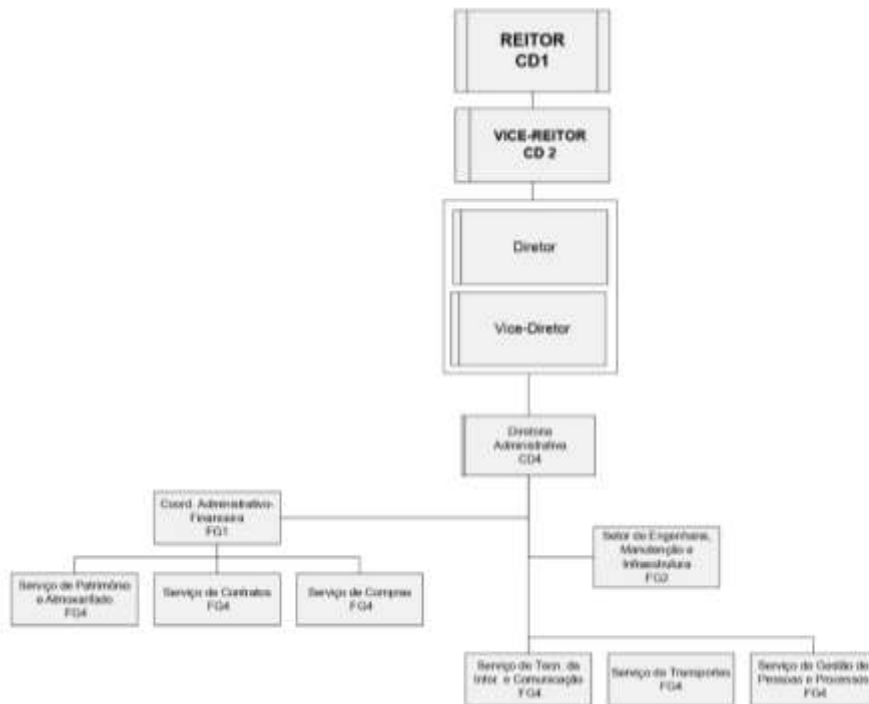 REITOR
CD1
VICE-REITOR
CD 2
Diretor
Vice-Diretor
Diretoria
Administrativa
CD4
Coord. Administrativo-
Financeira
FG1
Setor de Engenharia,
Manutenção e
Infraestrutura
FG2
Serviço de Patrimônio
e Almoxarifado
FG4
Serviço de Contratos
FG4
Serviço de Compras
FG4
Serviço de Tecn. da
Infor. e Comunicação
FG4
Serviço de Transportes
FG4
Serviço de Gestão de
Pessoas e Processos
FG4